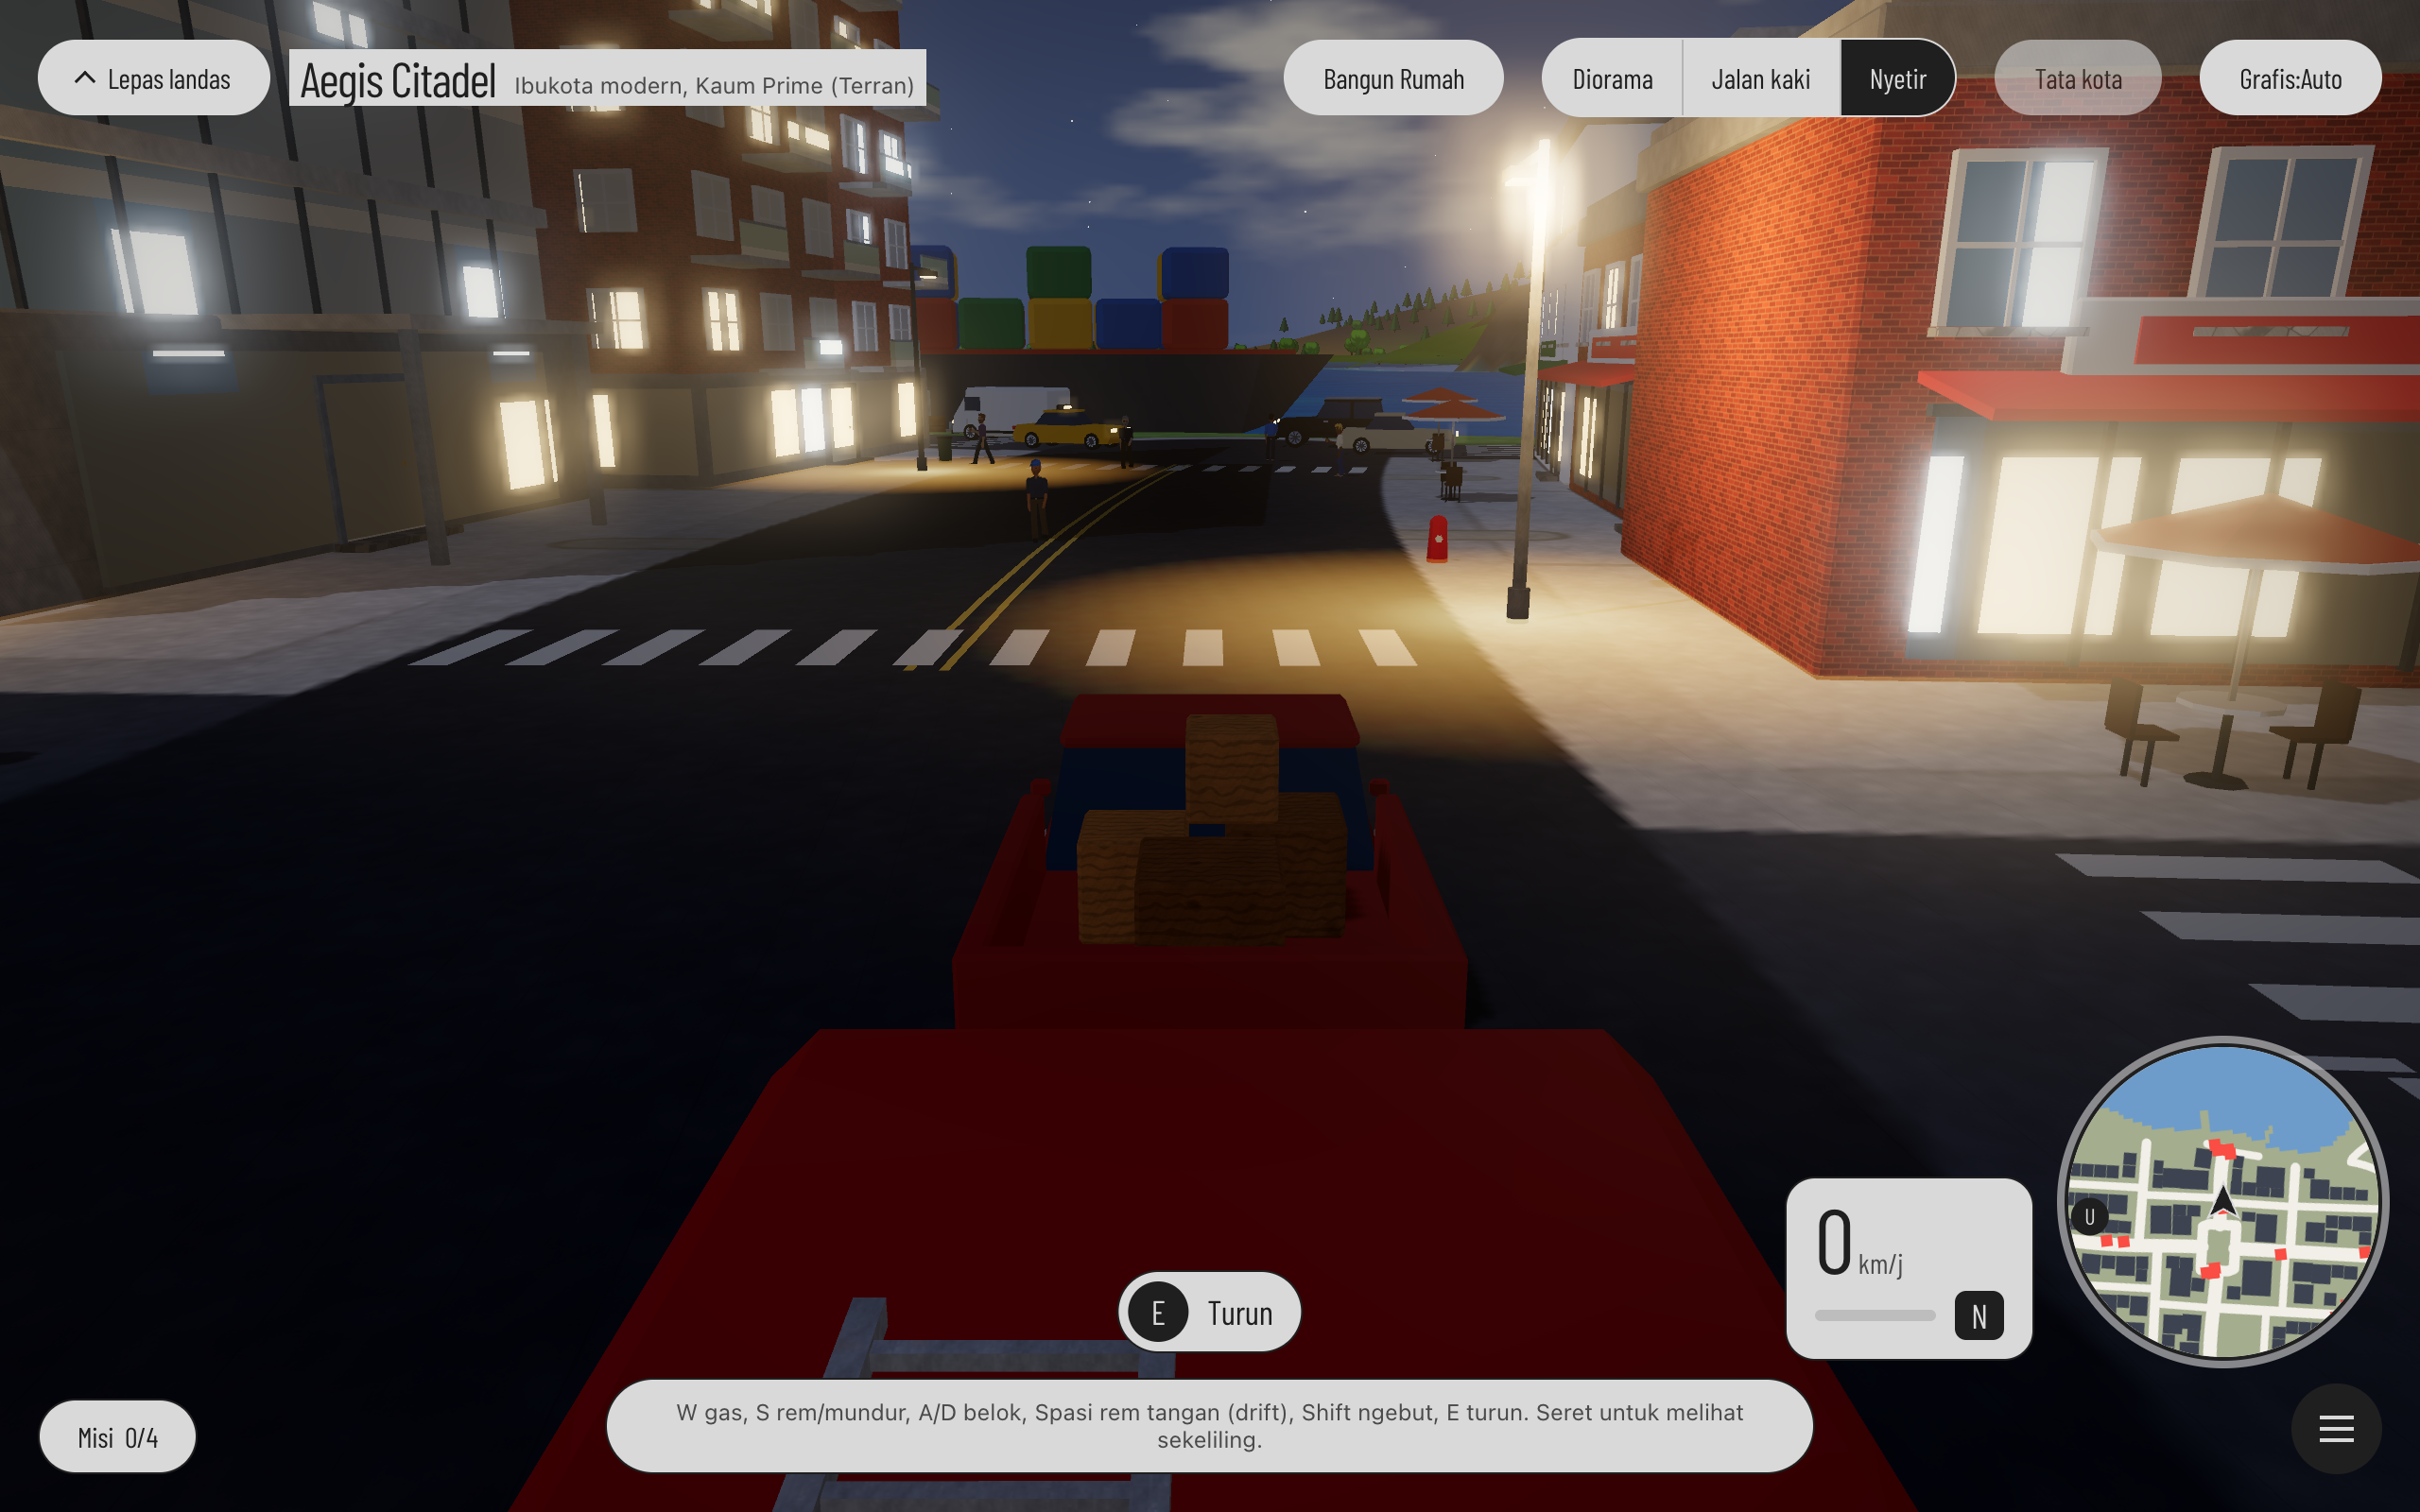 Lepas landas
Aegis Citadel Ibukota modern, Kaum Prime (Terran)
Bangun Rumah
Diorama
Jalan kaki
Nyetir
Tata kota
Grafis:Auto
U
0 km/j
N
E Turun
W gas, S rem/mundur, A/D belok, Spasi rem tangan (drift), Shift ngebut, E turun. Seret untuk melihat
sekeliling.
Misi 0/4